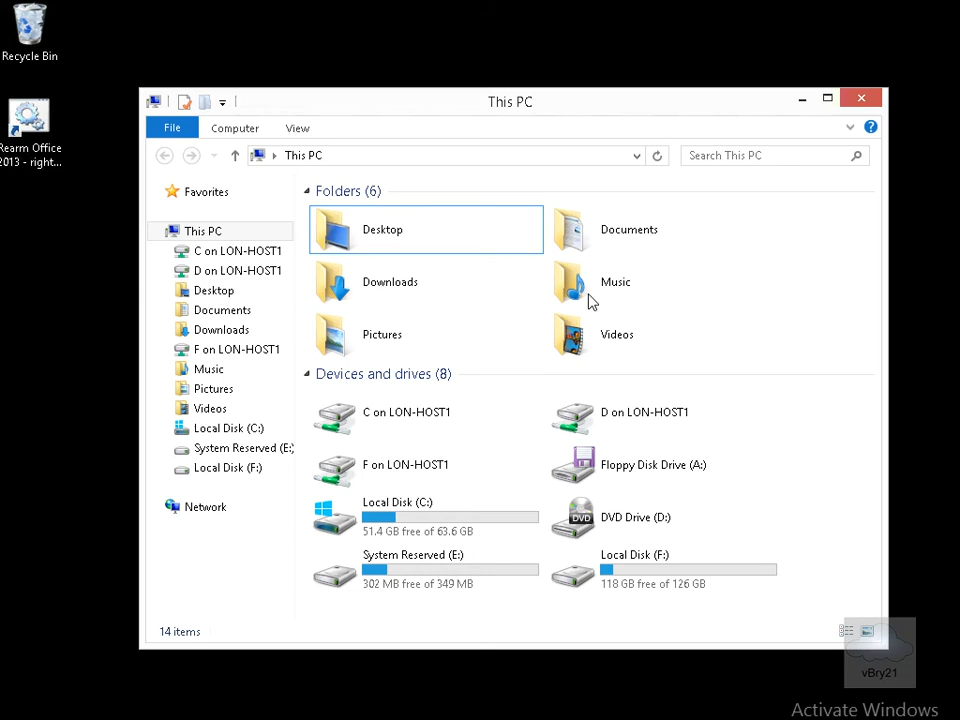 Recycle Bin
Rearm Office
2013 - right...
This PC
File
Computer
View
This PC
Search This PC
Favorites
This PC
C on LON-HOST1
D on LON-HOST1
Desktop
Documents
Downloads
F on LON-HOST1
Music
Pictures
Videos
Local Disk (C:)
System Reserved (E:)
Local Disk (F:)
Network
Folders (6)
Desktop
Documents
Downloads
Music
Pictures
Videos
Devices and drives (8)
C on LON-HOST1
D on LON-HOST1
F on LON-HOST1
Floppy Disk Drive (A:)
Local Disk (C:)
51.4 GB free of 63.6 GB
DVD
DVD Drive (D:)
System Reserved (E:)
302 MB free of 349 MB
Local Disk (F:)
118 GB free of 126 GB
14 items
vBry21
Activate Windows